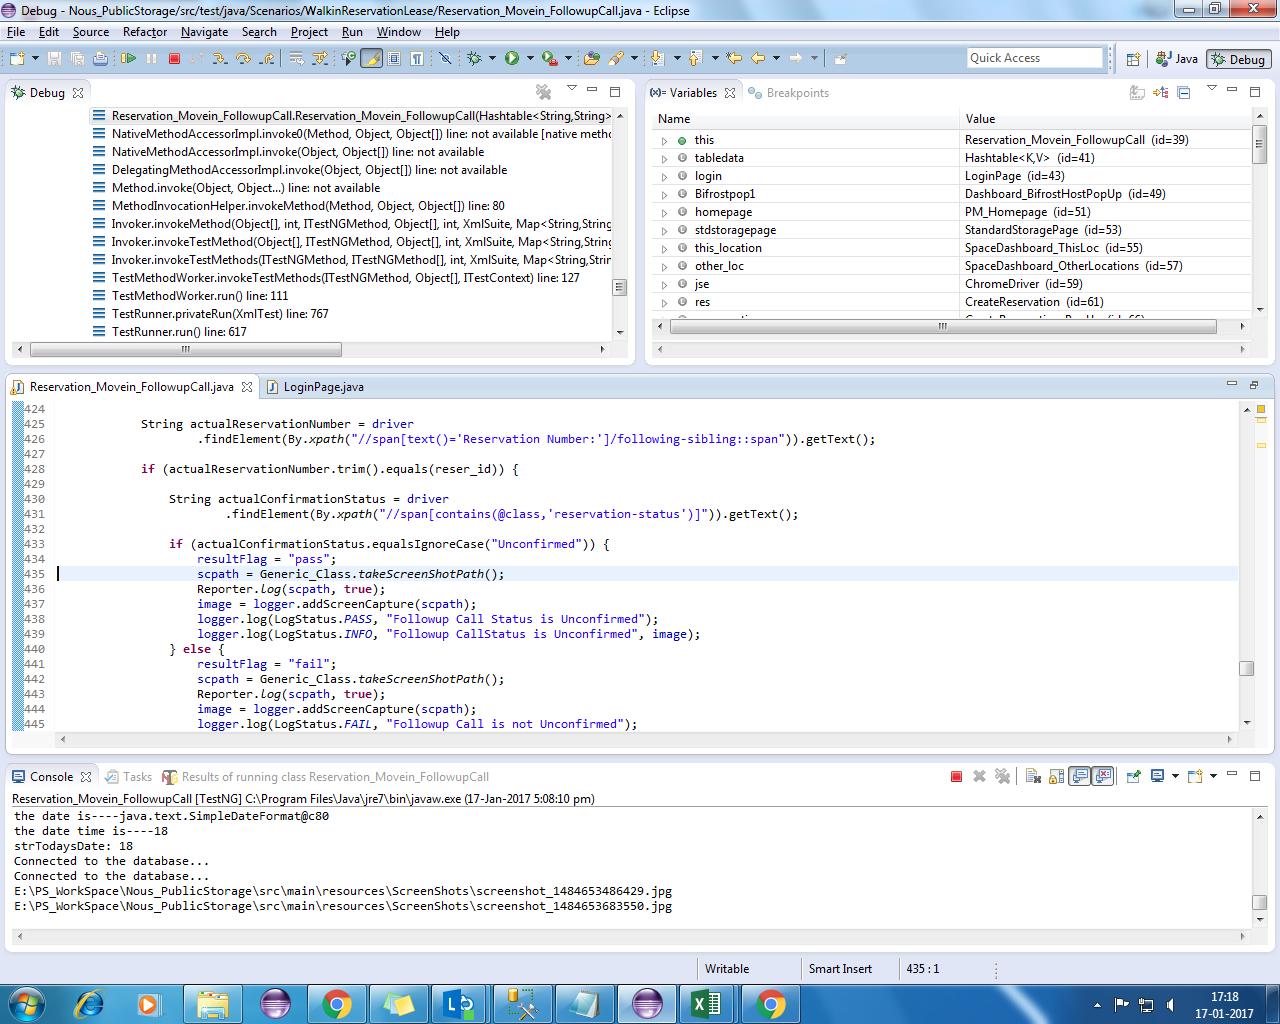 Debug - Nous_PublicStorage/src/test/java/Scenarios/WalkinReservationLease/Reservation_Movein_FollowupCall.java - Eclipse
File Edit Source Refactor Navigate Search Project Run Window Help
Quick Access
Java
Debug
Debug
Reservation_Movein_FollowupCall.Reservation_Movein_FollowupCall(Hashtable<String,String>
NativeMethodAccessorImpl.invoke0(Method, Object, Object[]) line: not available [native metho
NativeMethodAccessorImpl.invoke(Object, Object[]) line: not available
DelegatingMethodAccessorImpl.invoke(Object, Object[]) line: not available
Method.invoke(Object, Object...) line: not available
MethodInvocationHelper.invokeMethod(Method, Object, Object[]) line: 80
Invoker.invokeMethod(Object[], int, ITestNGMethod, Object[], int, XmlSuite, Map<String,String
Invoker.invokeTestMethod(Object[], ITestNGMethod, Object[], int, XmlSuite, Map<String,String
Invoker.invokeTestMethods(ITestNGMethod, ITestNGMethod[], int, XmlSuite, Map<String,Strin
TestMethodWorker.invokeTestMethods(ITestNGMethod, Object[], ITestContext) line: 127
TestMethodWorker.run() line: 111
TestRunner.privateRun(XmlTest) line: 767
TestRunner.run() line: 617
(x)= Variables Breakpoints
Name Value
this Reservation_Movein_FollowupCall (id=39)
tabledata Hashtable<K,V> (id=41)
login LoginPage (id=43)
Bifrostpop1 Dashboard_BifrostHostPopUp (id=49)
homepage PM_Homepage (id=51)
stdstoragepage StandardStoragePage (id=53)
this_location SpaceDashboard_ThisLoc (id=55)
other_loc SpaceDashboard_OtherLocations (id=57)
jse ChromeDriver (id=59)
res CreateReservation (id=61)
Reservation_Movein_FollowupCall.java LoginPage.java
424
425 String actualReservationNumber = driver
426 .findElement(By.xpath("//span[text()='Reservation Number:']/following-sibling::span")).getText();
427
428 if (actualReservationNumber.trim().equals(reser_id)) {
429
430 String actualConfirmationStatus = driver
431 .findElement(By.xpath("//span[contains(@class,'reservation-status')]")).getText();
432
433 if (actualConfirmationStatus.equalsIgnoreCase("Unconfirmed")) {
434 resultFlag = "pass";
435 scpath = Generic_Class.takeScreenShotPath();
436 Reporter.log(scpath, true);
437 image = logger.addScreenCapture(scpath);
438 logger.log(LogStatus.PASS, "Followup Call Status is Unconfirmed");
439 logger.log(LogStatus.INFO, "Followup CallStatus is Unconfirmed", image);
440 } else {
441 resultFlag = "fail";
442 scpath = Generic_Class.takeScreenShotPath();
443 Reporter.log(scpath, true);
444 image = logger.addScreenCapture(scpath);
445 logger.log(LogStatus.FAIL, "Followup Call is not Unconfirmed");
Console Tasks Results of running class Reservation_Movein_FollowupCall
Reservation_Movein_FollowupCall [TestNG] C:\Program Files\Java\jre7\bin\javaw.exe (17-Jan-2017 5:08:10 pm)
the date is----java.text.SimpleDateFormat@c80
the date time is----18
strTodaysDate: 18
Connected to the database...
Connected to the database...
E:\PS_WorkSpace\Nous_PublicStorage\src\main\resources\ScreenShots\screenshot_1484653486429.jpg
E:\PS_WorkSpace\Nous_PublicStorage\src\main\resources\ScreenShots\screenshot_1484653683550.jpg
Writable Smart Insert 435 : 1
17:18
17-01-2017